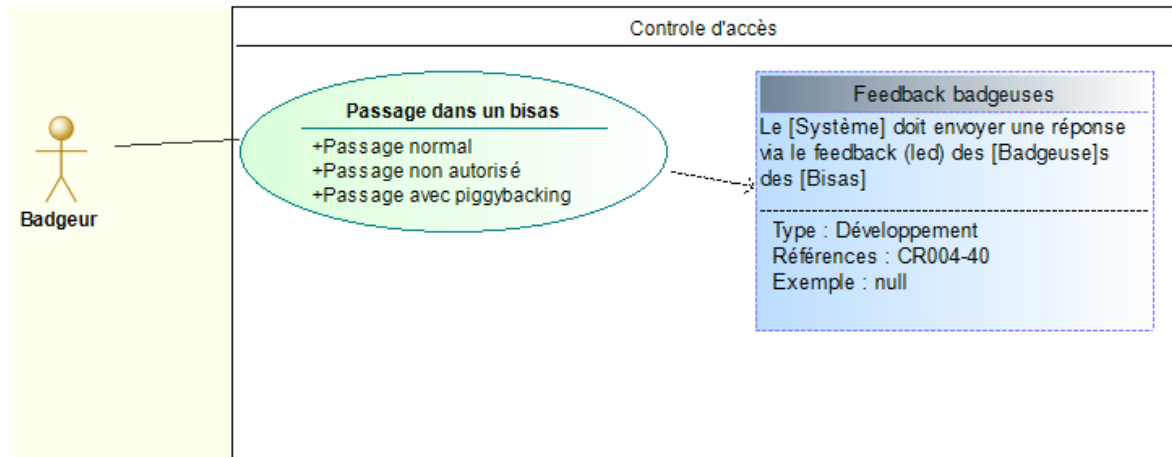 Controle d'accès
Passage dans un bisas
+Passage normal
+Passage non autorisé
+Passage avec piggybacking
Badgeur
Feedback badgeuses
Le [Système] doit envoyer une réponse
via le feedback (led) des [Badgeuse]s
des [Bisas]
Type : Développement
Références : CR004-40
Exemple : null